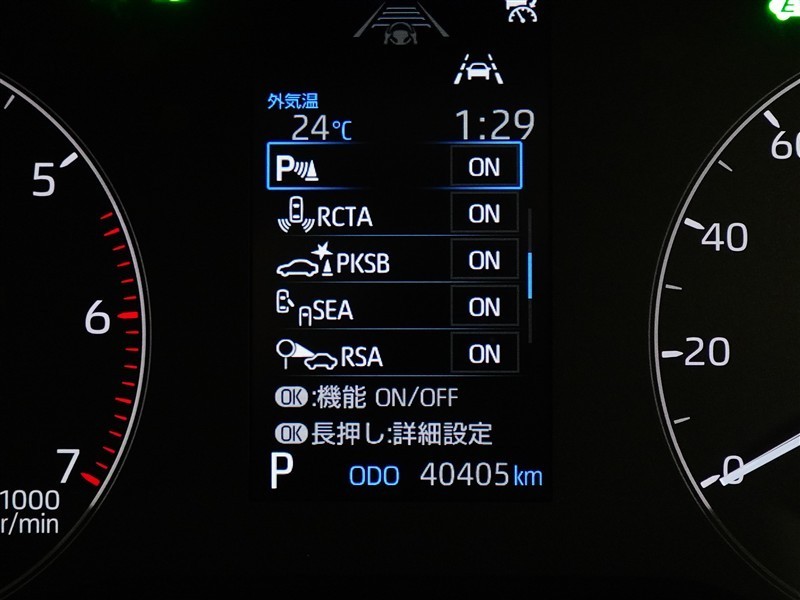 外気温
24℃ 1:29
P ON
RCTA ON
PKSB ON
SEA ON
RSA ON
OK:機能 ON/OFF
OK長押し:詳細設定
P ODO 40405km
5
6
7
1000
r/min
60
40
20
0
E